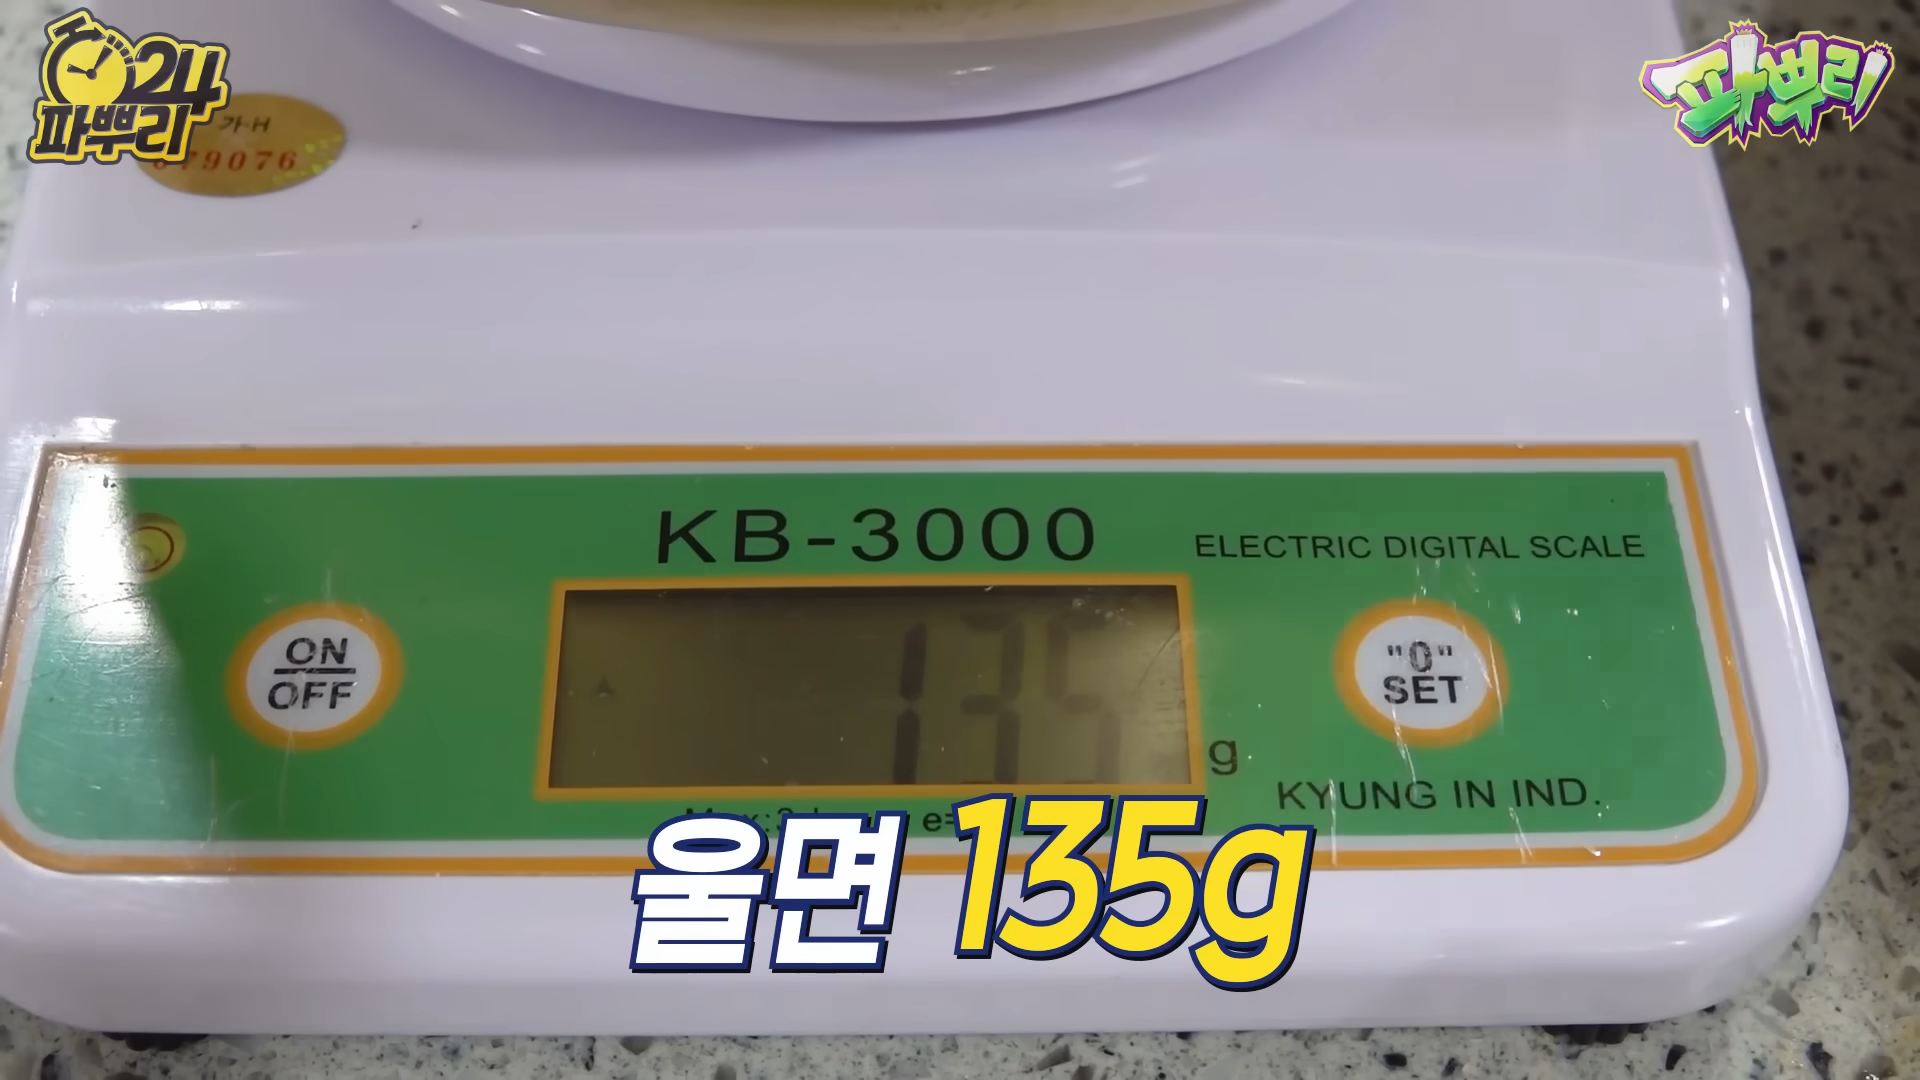 24
파뿌리
파뿌리
가-H
679076
KB-3000
ELECTRIC DIGITAL SCALE
ON
OFF
135
g
"0"
SET
KYUNG IN IND.
울면 135g